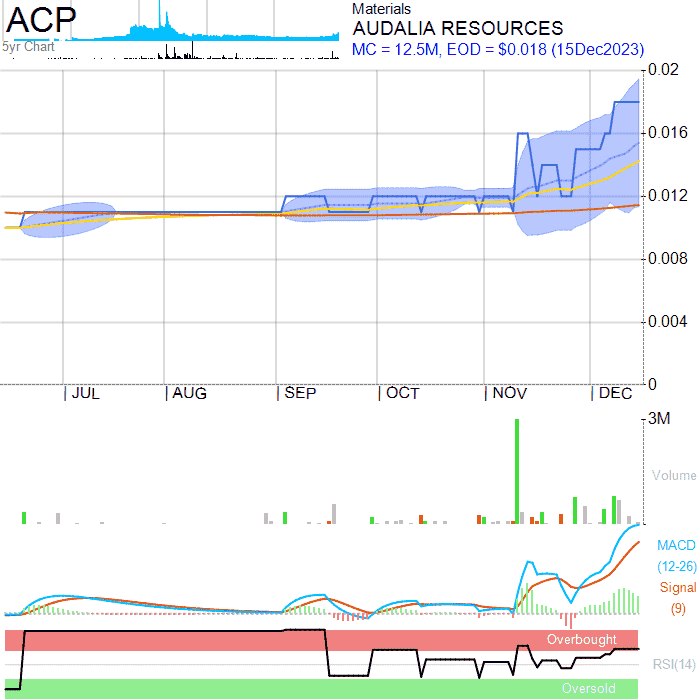 ACP
5yr Chart
Materials
AUDALIA RESOURCES
MC = 12.5M, EOD = $0.018 (15Dec2023)
0.02
0.016
0.012
0.008
0.004
0
JUL AUG SEP OCT NOV DEC
3M
Volume
MACD
(12-26)
Signal
(9)
Overbought
RSI(14)
Oversold